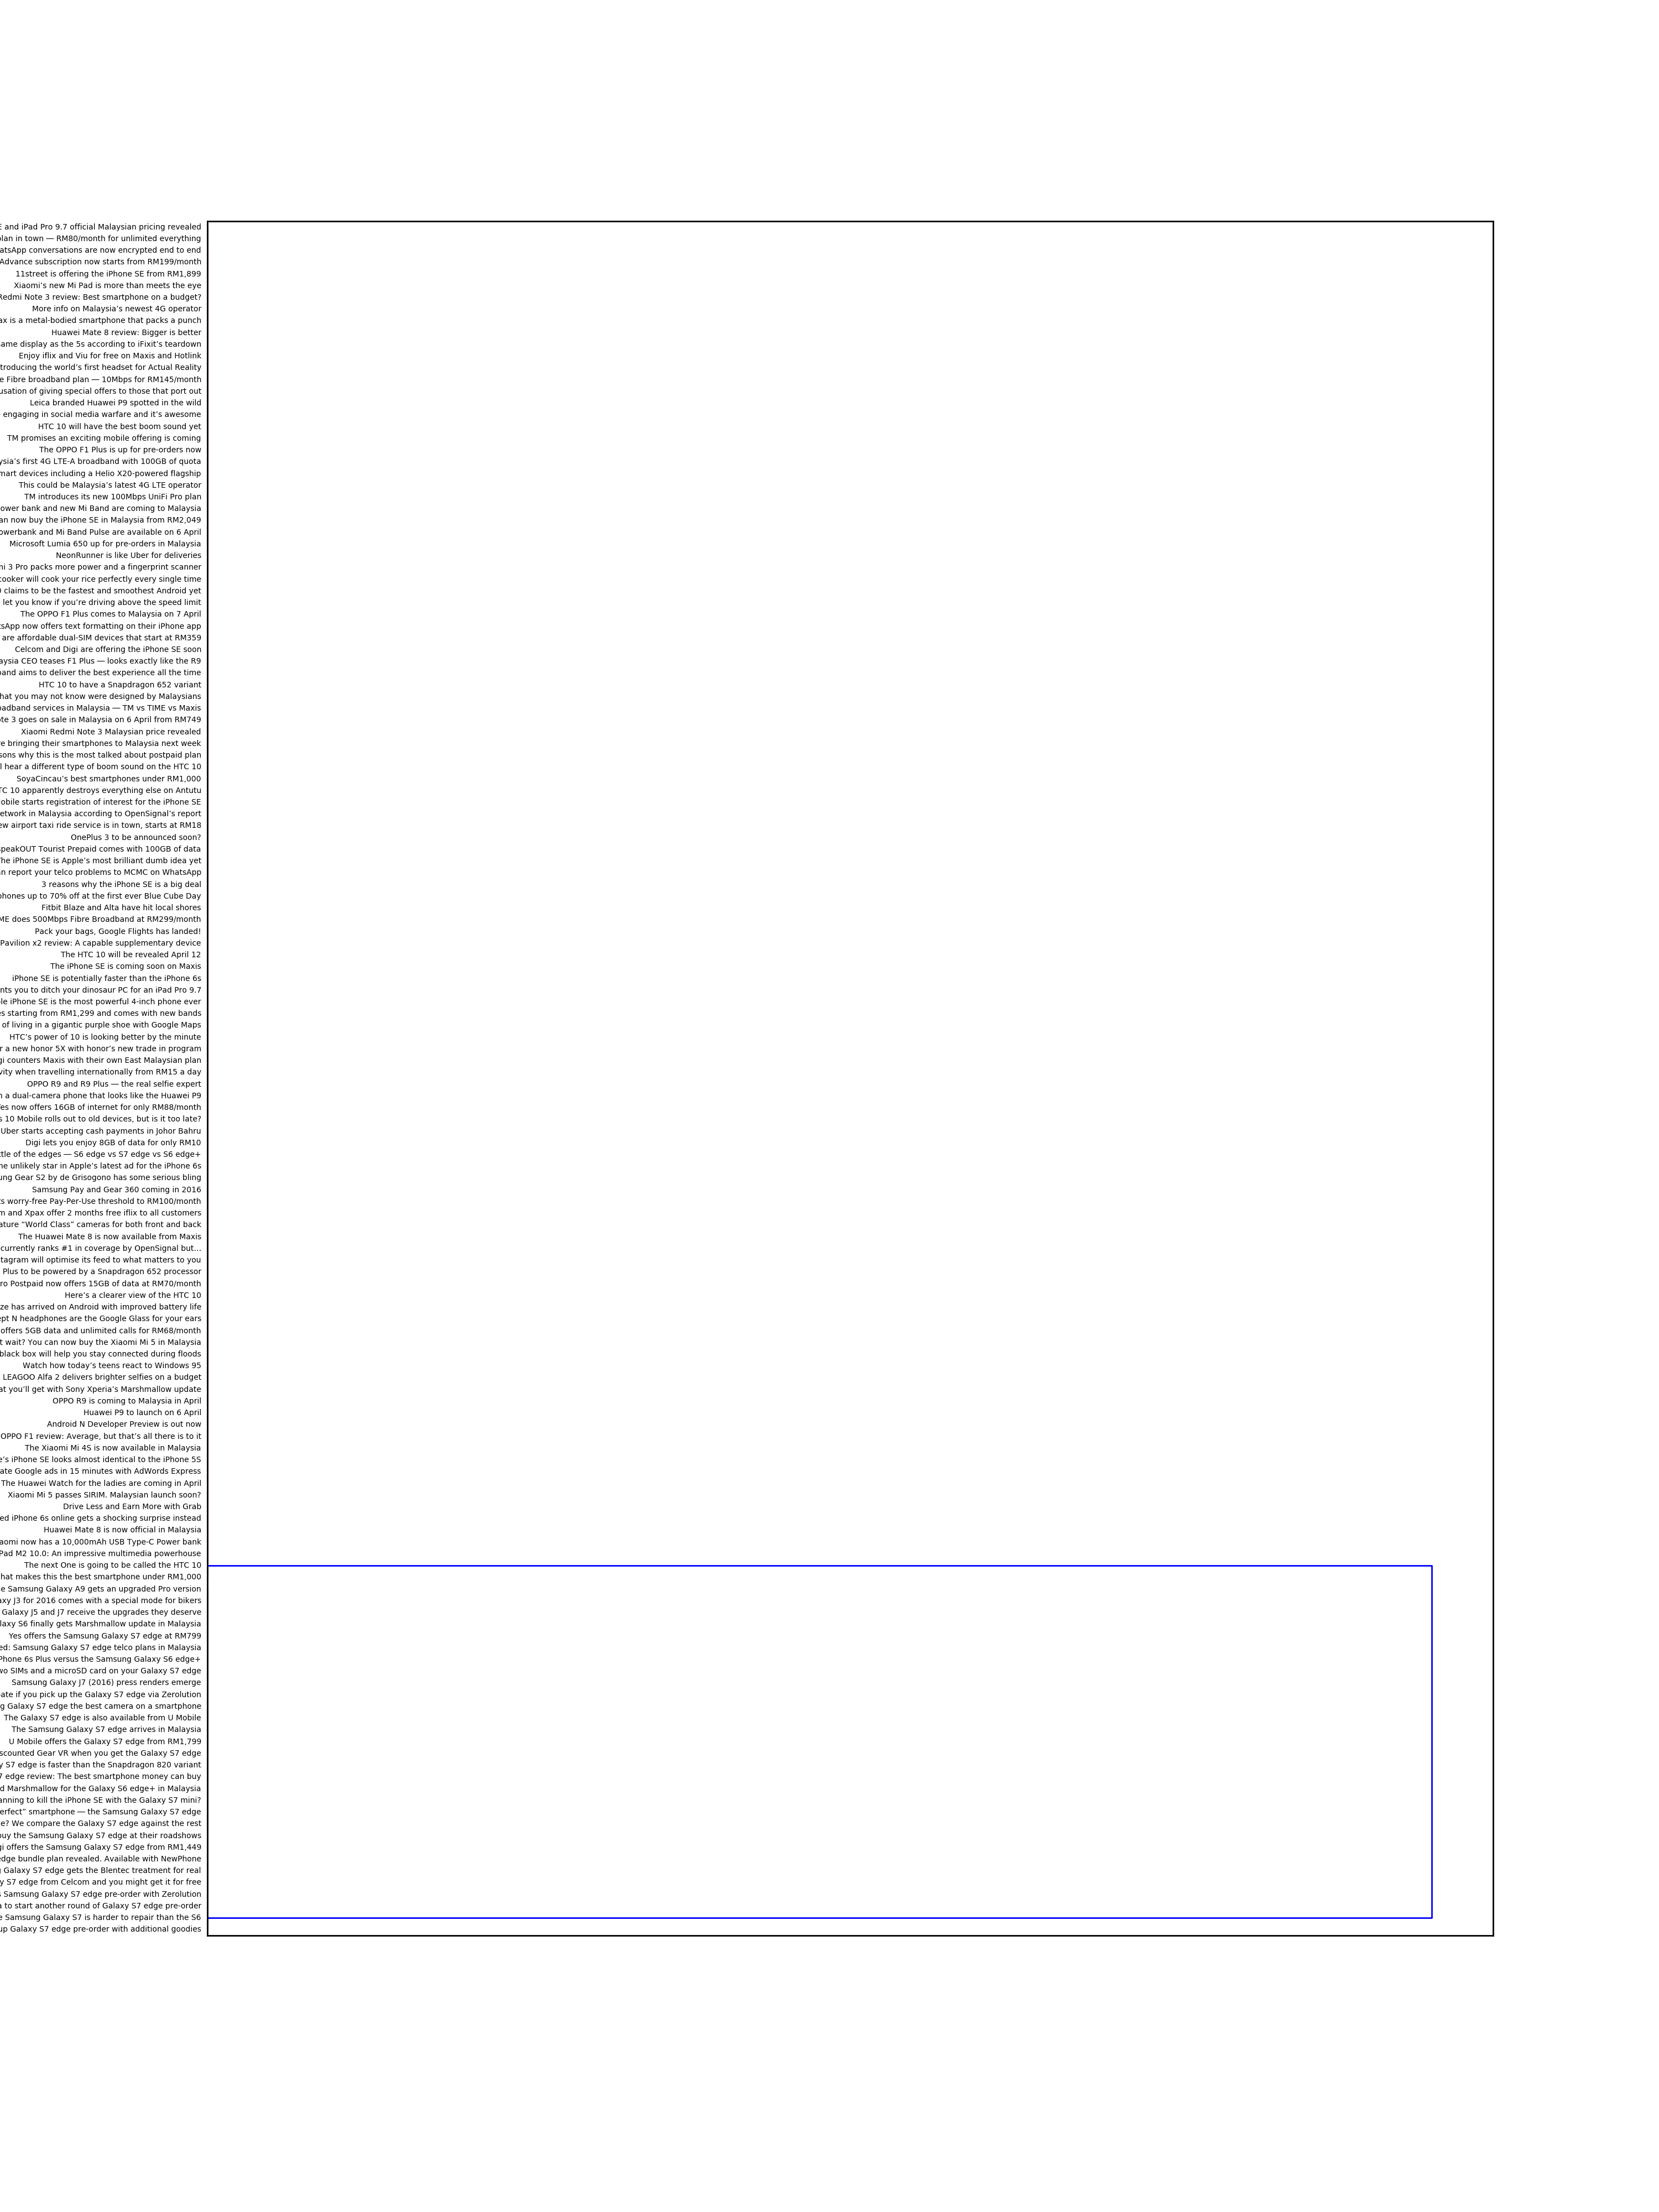 and iPad Pro 9.7 official Malaysian pricing revealed
in town — RM80/month for unlimited everything
conversations are now encrypted end to end
Advance subscription now starts from RM199/month
11street is offering the iPhone SE from RM1,899
Xiaomi’s new Mi Pad is more than meets the eye
Redmi Note 3 review: Best smartphone on a budget?
More info on Malaysia’s newest 4G operator
is a metal-bodied smartphone that packs a punch
Huawei Mate 8 review: Bigger is better
display as the 5s according to iFixit’s teardown
Enjoy iflix and Viu for free on Maxis and Hotlink
the world’s first headset for Actual Reality
Fibre broadband plan — 10Mbps for RM145/month
of giving special offers to those that port out
Leica branded Huawei P9 spotted in the wild
engaging in social media warfare and it’s awesome
HTC 10 will have the best boom sound yet
TM promises an exciting mobile offering is coming
The OPPO F1 Plus is up for pre-orders now
first 4G LTE-A broadband with 100GB of quota
devices including a Helio X20-powered flagship
This could be Malaysia’s latest 4G LTE operator
TM introduces its new 100Mbps UniFi Pro plan
bank and new Mi Band are coming to Malaysia
now buy the iPhone SE in Malaysia from RM2,049
and Mi Band Pulse are available on 6 April
Microsoft Lumia 650 up for pre-orders in Malaysia
NeonRunner is like Uber for deliveries
3 Pro packs more power and a fingerprint scanner
cooker will cook your rice perfectly every single time
claims to be the fastest and smoothest Android yet
let you know if you’re driving above the speed limit
The OPPO F1 Plus comes to Malaysia on 7 April
now offers text formatting on their iPhone app
are affordable dual-SIM devices that start at RM359
Celcom and Digi are offering the iPhone SE soon
CEO teases F1 Plus — looks exactly like the R9
aims to deliver the best experience all the time
HTC 10 to have a Snapdragon 652 variant
you may not know were designed by Malaysians
services in Malaysia — TM vs TIME vs Maxis
3 goes on sale in Malaysia on 6 April from RM749
Xiaomi Redmi Note 3 Malaysian price revealed
bringing their smartphones to Malaysia next week
why this is the most talked about postpaid plan
hear a different type of boom sound on the HTC 10
SoyaCincau’s best smartphones under RM1,000
10 apparently destroys everything else on Antutu
starts registration of interest for the iPhone SE
in Malaysia according to OpenSignal’s report
airport taxi ride service is in town, starts at RM18
OnePlus 3 to be announced soon?
Tourist Prepaid comes with 100GB of data
The iPhone SE is Apple’s most brilliant dumb idea yet
report your telco problems to MCMC on WhatsApp
3 reasons why the iPhone SE is a big deal
up to 70% off at the first ever Blue Cube Day
Fitbit Blaze and Alta have hit local shores
does 500Mbps Fibre Broadband at RM299/month
Pack your bags, Google Flights has landed!
Pavilion x2 review: A capable supplementary device
The HTC 10 will be revealed April 12
The iPhone SE is coming soon on Maxis
iPhone SE is potentially faster than the iPhone 6s
you to ditch your dinosaur PC for an iPad Pro 9.7
iPhone SE is the most powerful 4-inch phone ever
starting from RM1,299 and comes with new bands
of living in a gigantic purple shoe with Google Maps
HTC’s power of 10 is looking better by the minute
a new honor 5X with honor’s new trade in program
counters Maxis with their own East Malaysian plan
when travelling internationally from RM15 a day
OPPO R9 and R9 Plus — the real selfie expert
a dual-camera phone that looks like the Huawei P9
Yes now offers 16GB of internet for only RM88/month
10 Mobile rolls out to old devices, but is it too late?
Uber starts accepting cash payments in Johor Bahru
Digi lets you enjoy 8GB of data for only RM10
of the edges — S6 edge vs S7 edge vs S6 edge+
unlikely star in Apple’s latest ad for the iPhone 6s
Gear S2 by de Grisogono has some serious bling
Samsung Pay and Gear 360 coming in 2016
worry-free Pay-Per-Use threshold to RM100/month
and Xpax offer 2 months free iflix to all customers
“World Class” cameras for both front and back
The Huawei Mate 8 is now available from Maxis
currently ranks #1 in coverage by OpenSignal but...
will optimise its feed to what matters to you
Plus to be powered by a Snapdragon 652 processor
Postpaid now offers 15GB of data at RM70/month
Here’s a clearer view of the HTC 10
has arrived on Android with improved battery life
N headphones are the Google Glass for your ears
offers 5GB data and unlimited calls for RM68/month
wait? You can now buy the Xiaomi Mi 5 in Malaysia
black box will help you stay connected during floods
Watch how today’s teens react to Windows 95
LEAGOO Alfa 2 delivers brighter selfies on a budget
you’ll get with Sony Xperia’s Marshmallow update
OPPO R9 is coming to Malaysia in April
Huawei P9 to launch on 6 April
Android N Developer Preview is out now
OPPO F1 review: Average, but that’s all there is to it
The Xiaomi Mi 4S is now available in Malaysia
iPhone SE looks almost identical to the iPhone 5S
Google ads in 15 minutes with AdWords Express
The Huawei Watch for the ladies are coming in April
Xiaomi Mi 5 passes SIRIM. Malaysian launch soon?
Drive Less and Earn More with Grab
iPhone 6s online gets a shocking surprise instead
Huawei Mate 8 is now official in Malaysia
now has a 10,000mAh USB Type-C Power bank
M2 10.0: An impressive multimedia powerhouse
The next One is going to be called the HTC 10
makes this the best smartphone under RM1,000
Samsung Galaxy A9 gets an upgraded Pro version
J3 for 2016 comes with a special mode for bikers
Galaxy J5 and J7 receive the upgrades they deserve
S6 finally gets Marshmallow update in Malaysia
Yes offers the Samsung Galaxy S7 edge at RM799
Samsung Galaxy S7 edge telco plans in Malaysia
6s Plus versus the Samsung Galaxy S6 edge+
SIMs and a microSD card on your Galaxy S7 edge
Samsung Galaxy J7 (2016) press renders emerge
if you pick up the Galaxy S7 edge via Zerolution
Galaxy S7 edge the best camera on a smartphone
The Galaxy S7 edge is also available from U Mobile
The Samsung Galaxy S7 edge arrives in Malaysia
U Mobile offers the Galaxy S7 edge from RM1,799
Gear VR when you get the Galaxy S7 edge
S7 edge is faster than the Snapdragon 820 variant
edge review: The best smartphone money can buy
Marshmallow for the Galaxy S6 edge+ in Malaysia
to kill the iPhone SE with the Galaxy S7 mini?
smartphone — the Samsung Galaxy S7 edge
We compare the Galaxy S7 edge against the rest
buy the Samsung Galaxy S7 edge at their roadshows
offers the Samsung Galaxy S7 edge from RM1,449
edge bundle plan revealed. Available with NewPhone
Galaxy S7 edge gets the Blentec treatment for real
S7 edge from Celcom and you might get it for free
Samsung Galaxy S7 edge pre-order with Zerolution
to start another round of Galaxy S7 edge pre-order
Samsung Galaxy S7 is harder to repair than the S6
up Galaxy S7 edge pre-order with additional goodies